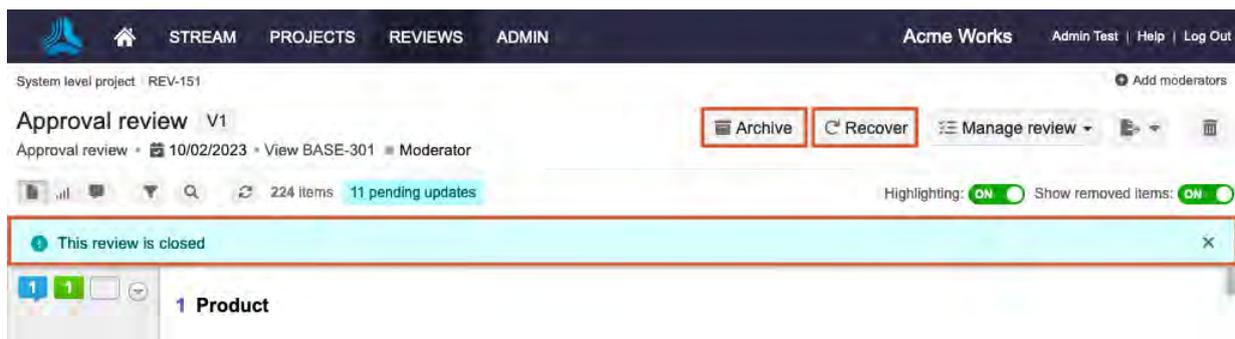 STREAM PROJECTS REVIEWS ADMIN Acme Works Admin Test | Help | Log Out
System level project REV-151 Add moderators
Approval review V1 Archive Recover Manage review
Approval review 10/02/2023 View BASE-301 Moderator
224 items 11 pending updates Highlighting: ON Show removed items: ON
This review is closed
1 1
1 Product